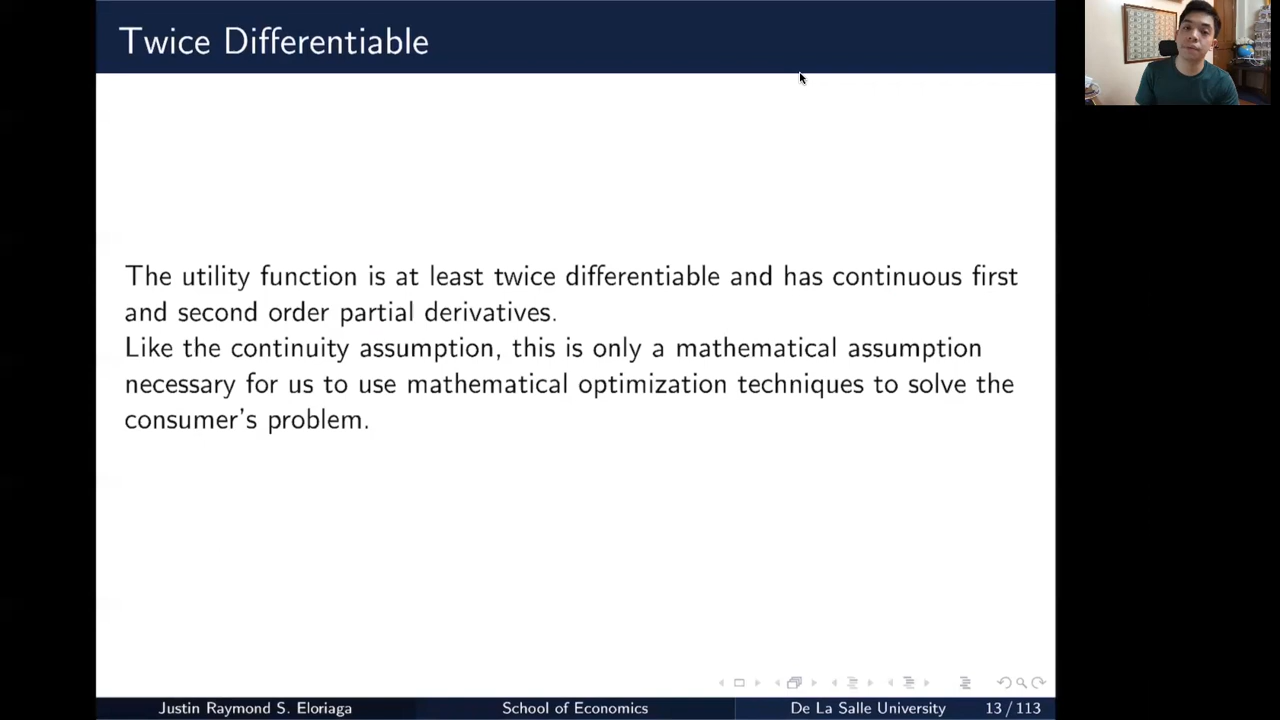 Twice Differentiable
The utility function is at least twice differentiable and has continuous first
and second order partial derivatives.
Like the continuity assumption, this is only a mathematical assumption
necessary for us to use mathematical optimization techniques to solve the
consumer's problem.
Justin Raymond S. Eloriaga School of Economics De La Salle University 13 / 113